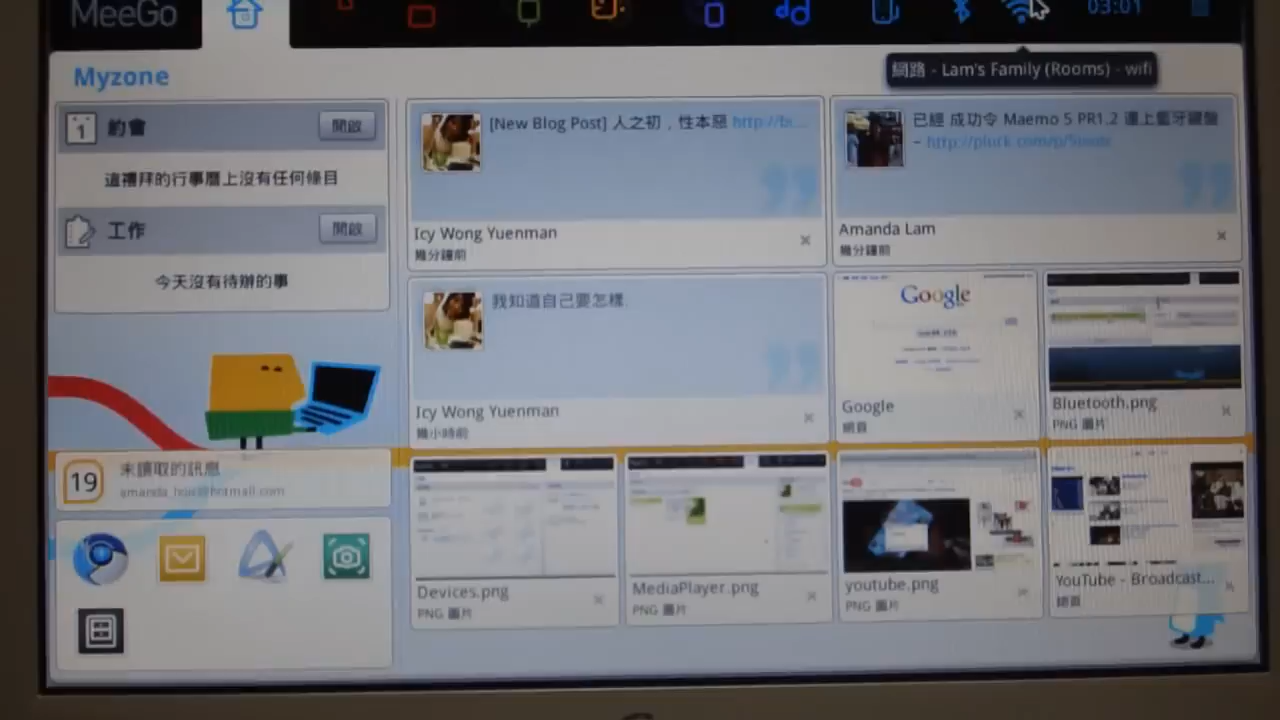 MeeGo
03:01
網路 - Lam's Family (Rooms) - wifi
Myzone
1
約會
開啟
這禮拜的行事曆上沒有任何條目
工作
開啟
今天沒有待辦的事
[New Blog Post] 人之初，性本惡 http://bi...
Icy Wong Yuenman
幾分鐘前
已經 成功令 Maemo 5 PR1.2 連上藍牙鍵盤
- http://plurk.com/p/
Amanda Lam
幾分鐘前
我知道自己要怎樣.
Icy Wong Yuenman
幾小時前
Google
Google
網頁
Bluetooth.png
PNG 圖片
19
未讀取的訊息
Devices.png
PNG 圖片
MediaPlayer.png
PNG 圖片
youtube.png
PNG 圖片
YouTube - Broadcast...
網頁